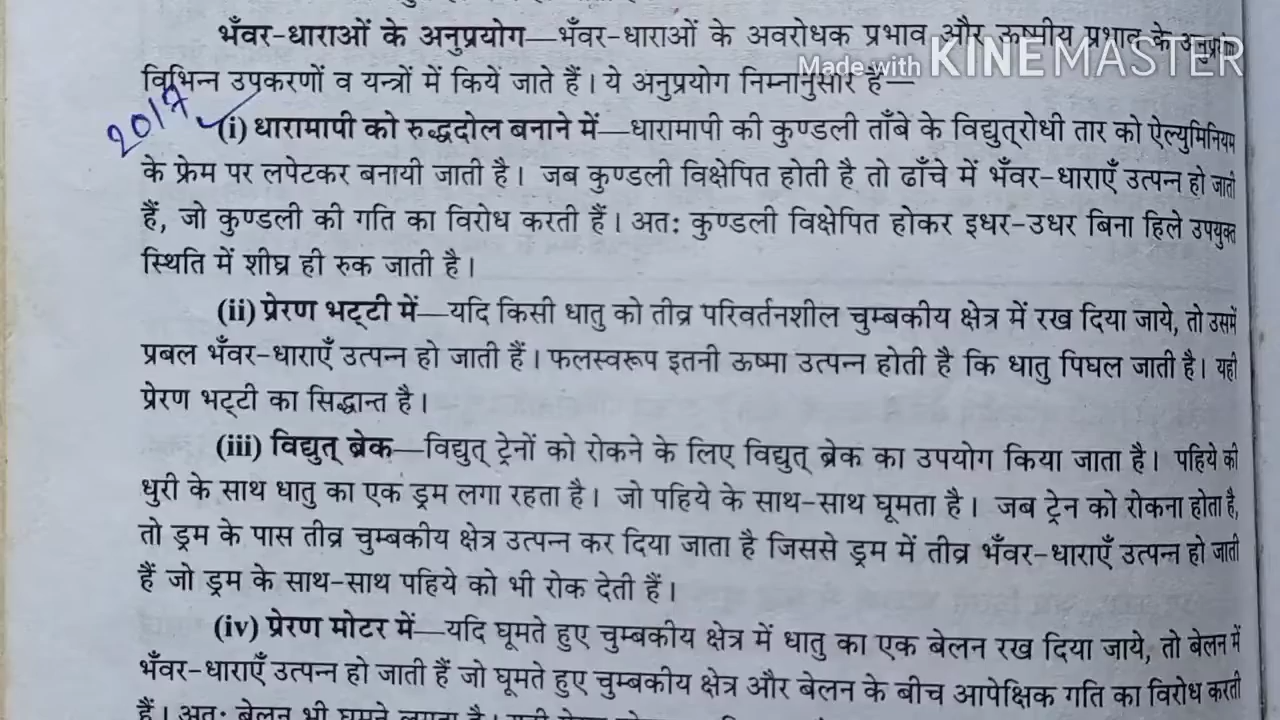 भँवर-धाराओं के अनुप्रयोग—भँवर-धाराओं के अवरोधक प्रभाव और ऊष्मीय प्रभाव के अनुप्रयोग
Made with KINEMASTER
विभिन्न उपकरणों व यन्त्रों में कियें जाते हैं। ये अनुप्रयोग निम्नानुसार हैं—
2017
(i) धारामापी को रुद्धदोल बनाने में—धारामापी की कुण्डली ताँबे के विद्युत्‌रोधी तार को ऐल्युमिनियम
के फ्रेम पर लपेटकर बनायी जाती है। जब कुण्डली विक्षेपित होती है तो ढाँचे में भँवर-धाराएँ उत्पन्न हो जाती
हैं, जो कुण्डली की गति का विरोध करती हैं। अतः कुण्डली विक्षेपित होकर इधर-उधर बिना हिले उपयुक्त
स्थिति में शीघ्र ही रुक जाती है।
(ii) प्रेरण भट्‌टी में—यदि किसी धातु को तीव्र परिवर्तनशील चुम्बकीय क्षेत्र में रख दिया जाये, तो उसमें
प्रबल भँवर-धाराएँ उत्पन्न हो जाती हैं। फलस्वरूप इतनी ऊष्मा उत्पन्न होती है कि धातु पिघल जाती है। यही
प्रेरण भट्‌टी का सिद्धान्त है।
(iii) विद्युत् ब्रेक—विद्युत् ट्रेनों को रोकने के लिए विद्युत् ब्रेक का उपयोग किया जाता है। पहिये की
धुरी के साथ धातु का एक ड्रम लगा रहता है। जो पहिये के साथ-साथ घूमता है। जब ट्रेन को रोकना होता है,
तो ड्रम के पास तीव्र चुम्बकीय क्षेत्र उत्पन्न कर दिया जाता है जिससे ड्रम में तीव्र भँवर-धाराएँ उत्पन्न हो जाती
हैं जो ड्रम के साथ-साथ पहिये को भी रोक देती हैं।
(iv) प्रेरण मोटर में—यदि घूमते हुए चुम्बकीय क्षेत्र में धातु का एक बेलन रख दिया जाये, तो बेलन में
भँवर-धाराएँ उत्पन्न हो जाती हैं जो घूमते हुए चुम्बकीय क्षेत्र और बेलन के बीच आपेक्षिक गति का विरोध करती
हैं। अतः बेलन भी घूमने लगता है।